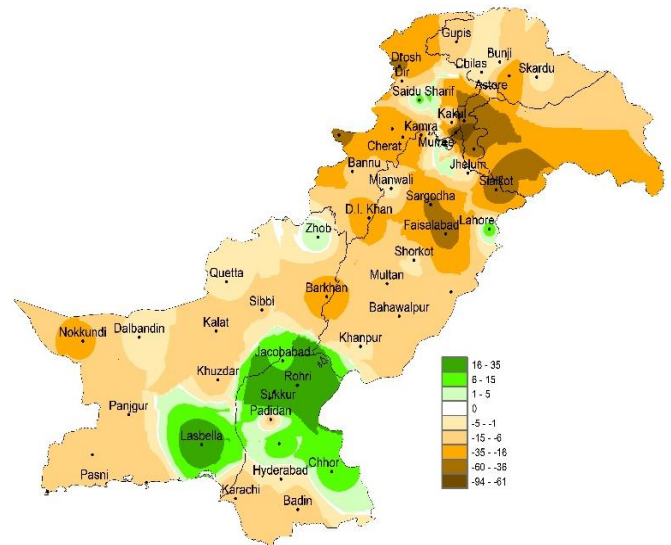 Gupis
Drosh
Bunji
Chilas
Skardu
Dir
Astore
Saidu Sharif
Kakul
Kamra
Murree
Cherat
Jhelum
Bannu
Mianwali
Sialkot
Sargodha
D.I. Khan
Lahore
Faisalabad
Zhob
Shorkot
Quetta
Multan
Barkhan
Sibbi
Bahawalpur
Nokkundi
Dalbandin
Kalat
Khanpur
Jacobabad
Khuzdar
Rohri
Sukkur
Panjgur
Padidan
Lasbella
Chhor
Pasni
Hyderabad
Karachi
Badin
16 - 35
6 - 15
1 - 5
0
-5 - -1
-15 - -6
-35 - -16
-60 - -36
-94 - -61